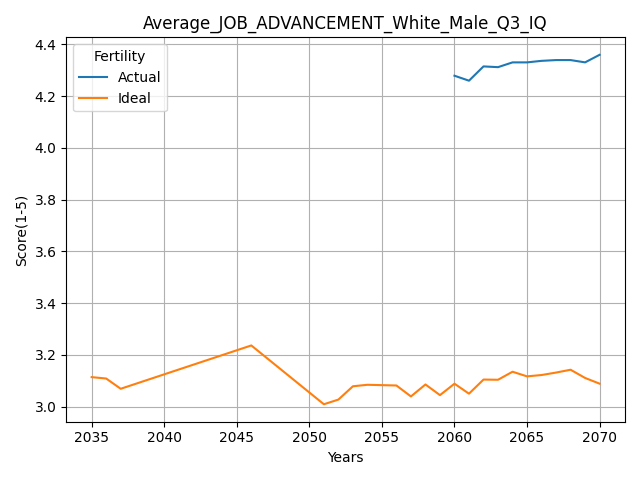 Average_JOB_ADVANCEMENT_White_Male_Q3_IQ
Fertility
Actual
Ideal
Score(1-5)
4.4
4.2
4.0
3.8
3.6
3.4
3.2
3.0
2035 2040 2045 2050 2055 2060 2065 2070
Years